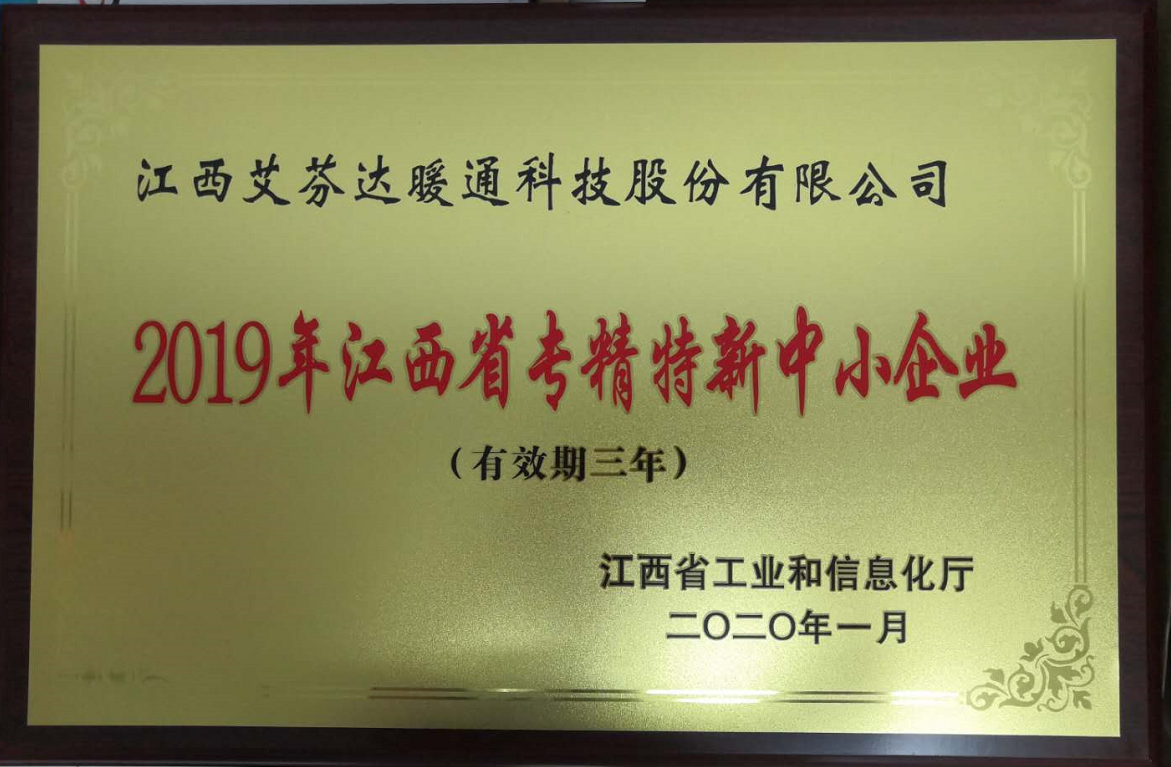 江西艾芬达暖通科技股份有限公司
2019年江西省专精特新中小企业
（有效期三年）
江西省工业和信息化厅
二〇二〇年一月